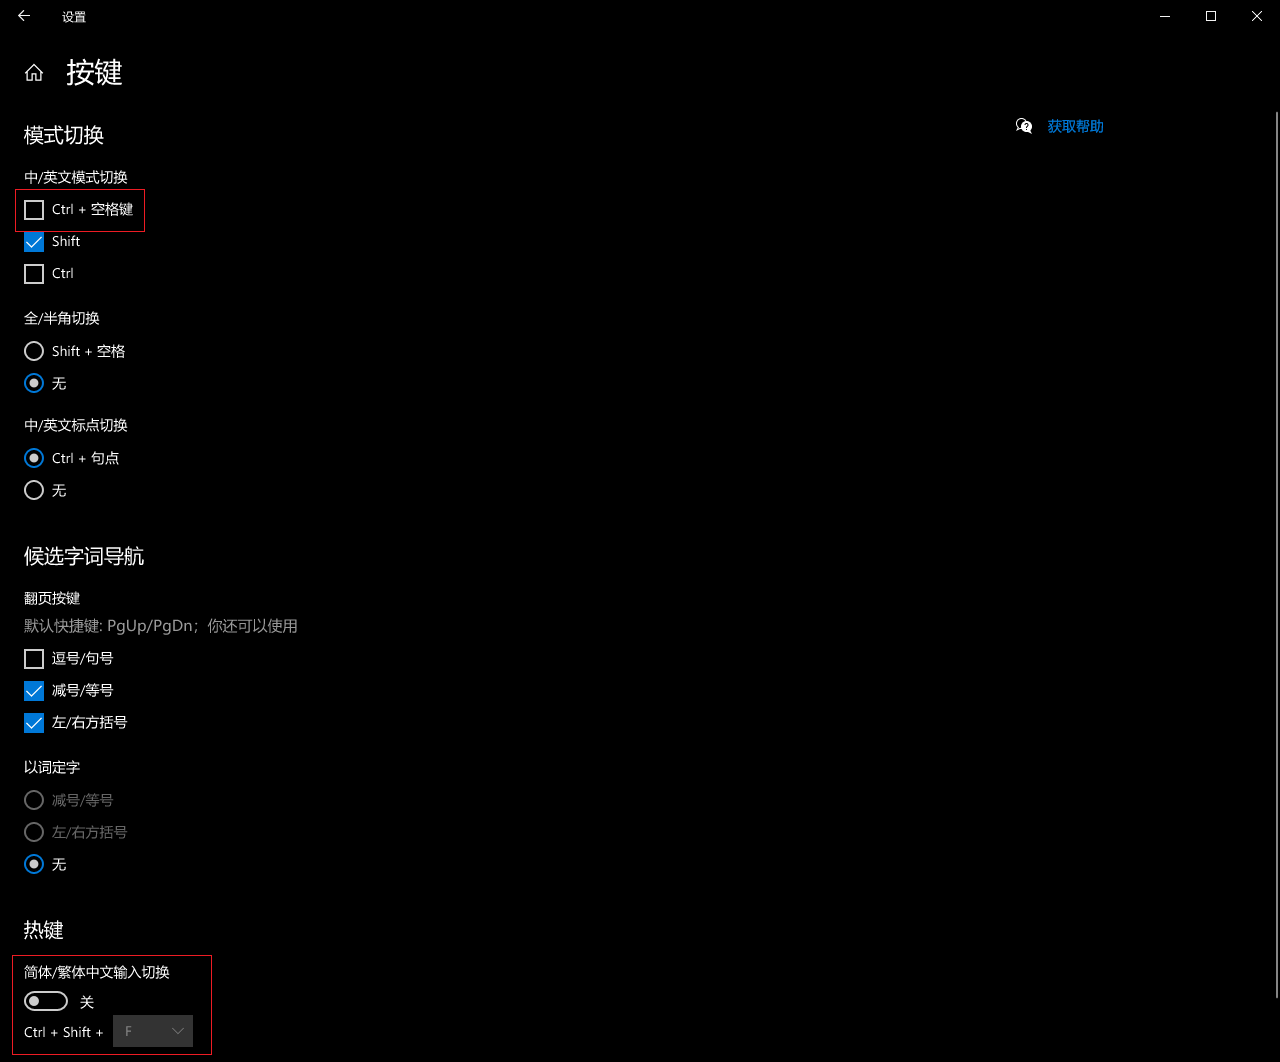 设置
按键
模式切换
获取帮助
中/英文模式切换
Ctrl + 空格键
Shift
Ctrl
全/半角切换
Shift + 空格
无
中/英文标点切换
Ctrl + 句点
无
候选字词导航
翻页按键
默认快捷键: PgUp/PgDn；你还可以使用
逗号/句号
减号/等号
左/右方括号
以词定字
减号/等号
左/右方括号
无
热键
简体/繁体中文输入切换
关
Ctrl + Shift + F